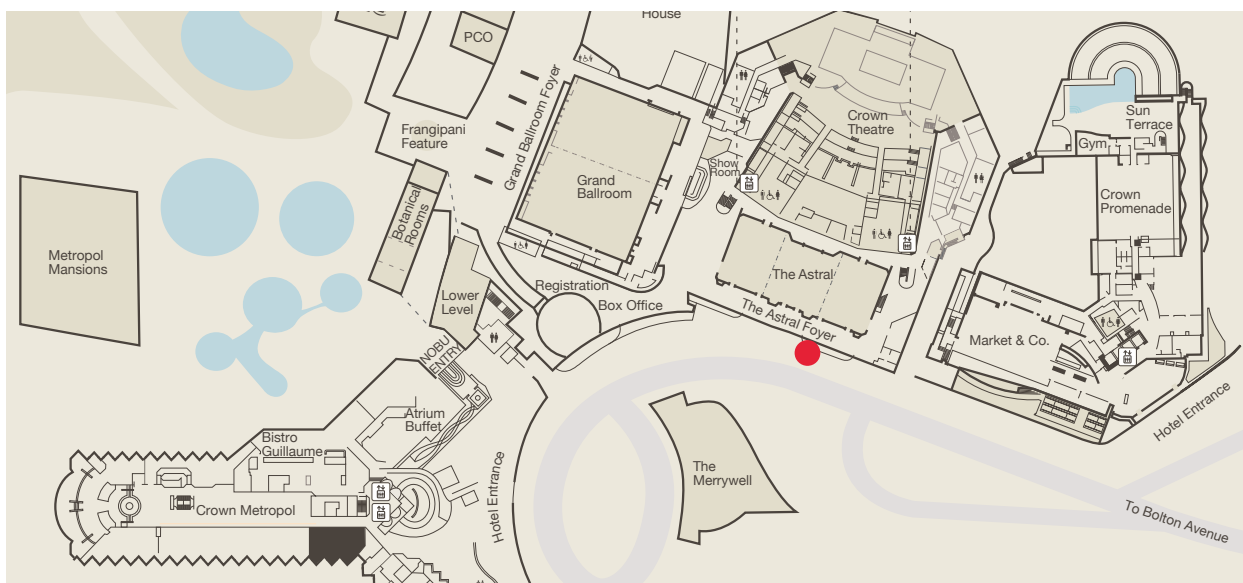 House
PCO
Grand Ballroom Foyer
Frangipani
Feature
Crown
Theatre
Sun
Terrace
Gym
Show
Room
Grand
Ballroom
Crown
Promenade
Botanical
Rooms
Metropol
Mansions
The Astral
Registration
Lower
Level
Box Office
The Astral Foyer
Market & Co.
NOBU
ENTRY
Atrium
Buffet
Hotel Entrance
Bistro
Guillaume
The
Merrywell
Hotel Entrance
Crown Metropol
To Bolton Avenue